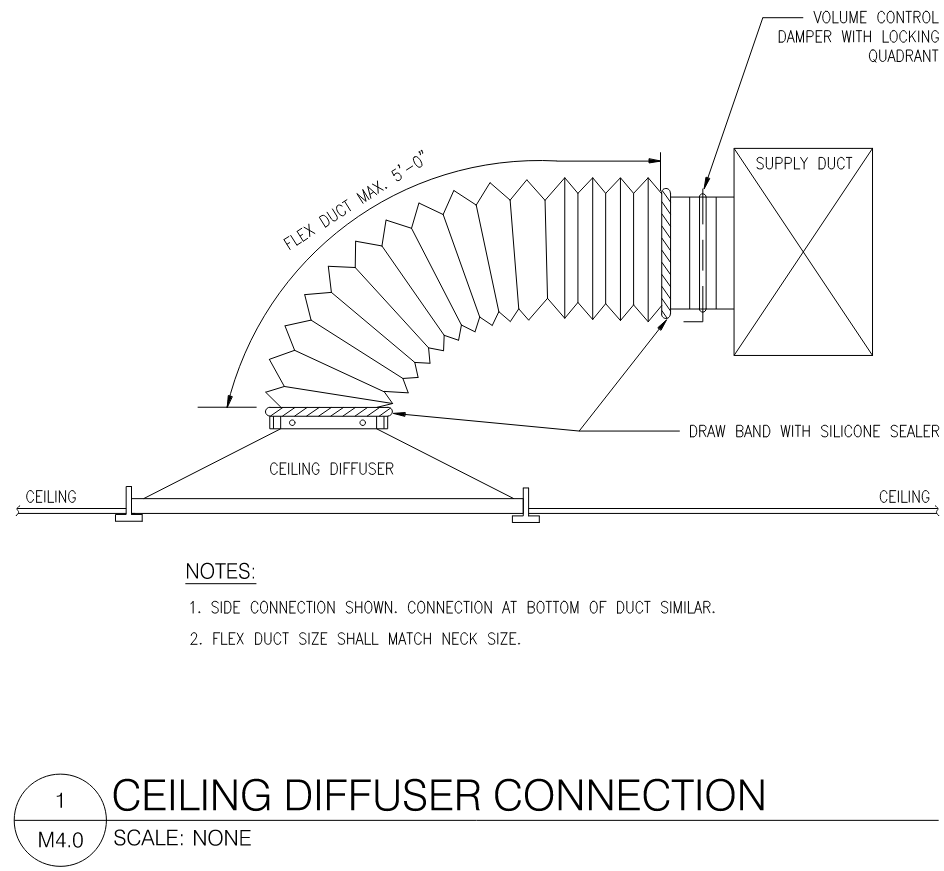 VOLUME CONTROL
DAMPER WITH LOCKING
QUADRANT
SUPPLY DUCT
FLEX DUCT MAX. 5'-0"
DRAW BAND WITH SILICONE SEALER
CEILING DIFFUSER
CEILING
CEILING
NOTES:
1. SIDE CONNECTION SHOWN. CONNECTION AT BOTTOM OF DUCT SIMILAR.
2. FLEX DUCT SIZE SHALL MATCH NECK SIZE.
1
CEILING DIFFUSER CONNECTION
M4.0
SCALE: NONE